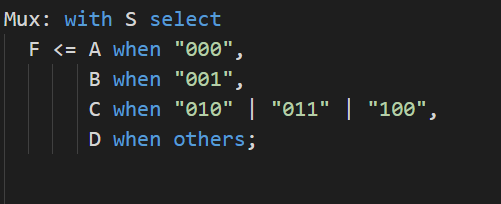 Mux: with S select
F <= A when "000",
B when "001",
C when "010" | "011" | "100",
D when others;